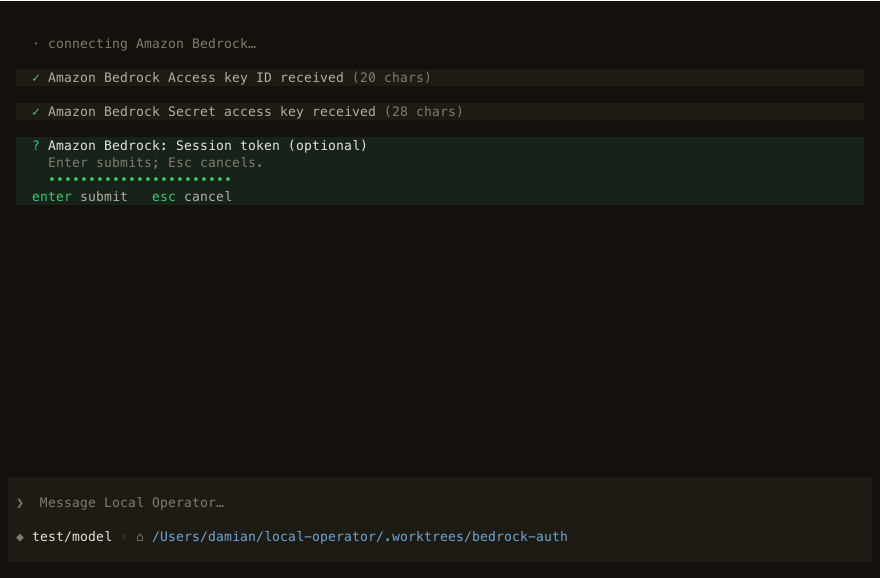 · connecting Amazon Bedrock…
✓ Amazon Bedrock Access key ID received (20 chars)
✓ Amazon Bedrock Secret access key received (28 chars)
? Amazon Bedrock: Session token (optional)
Enter submits; Esc cancels.
•••••••••••••••••••••••
enter submit   esc cancel
❯ Message Local Operator…
◆ test/model › ⌂ /Users/damian/local-operator/.worktrees/bedrock-auth